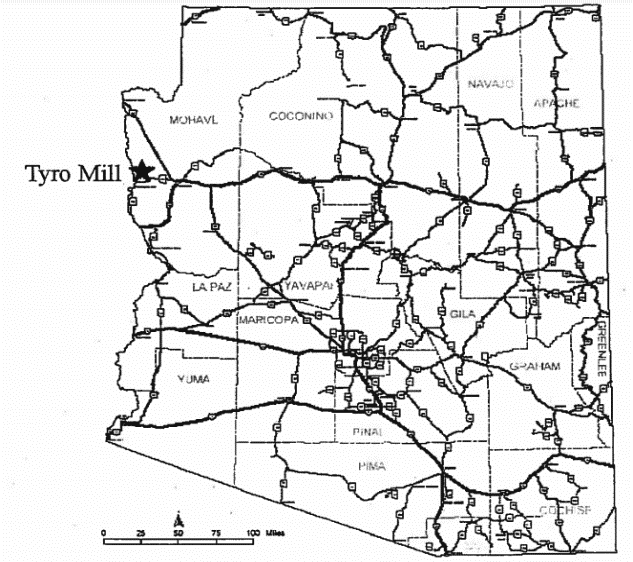 NAVAJO
APACHE
MOHAVE
COCONINO
Tyro Mill
LA PAZ
YAVAPAI
MARICOPA
GILA
GREENLEE
GRAHAM
YUMA
PINAL
PIMA
COCHISE
0 25 50 75 100 Miles